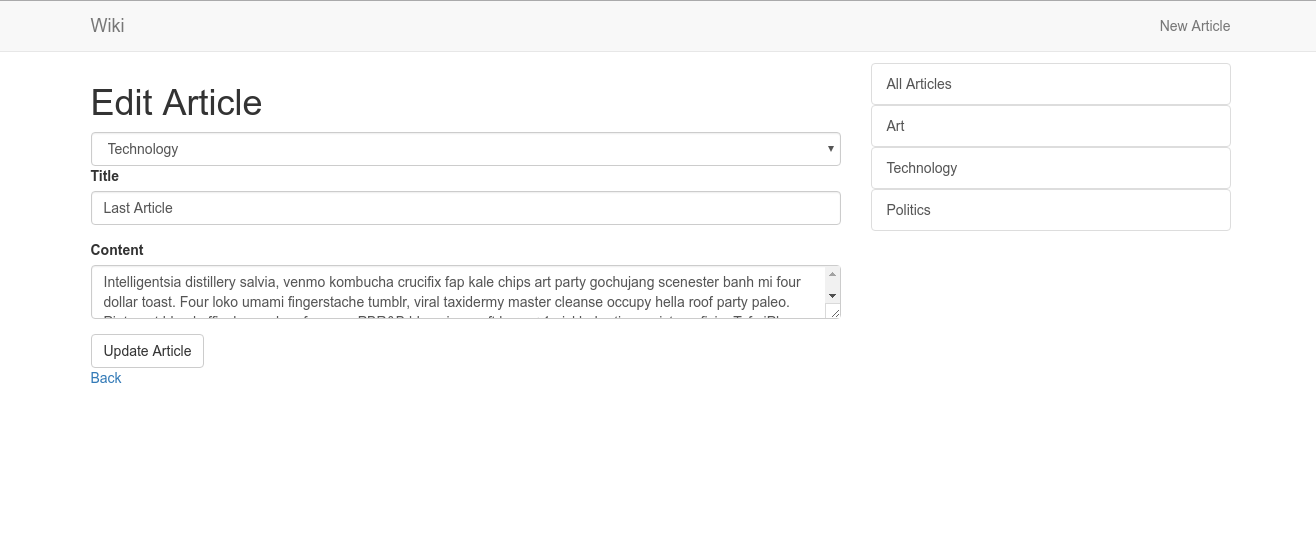 Wiki
New Article
Edit Article
Technology
Title
Last Article
Content
Intelligentsia distillery salvia, venmo kombucha crucifix fap kale chips art party gochujang scenester banh mi four
dollar toast. Four loko umami fingerstache tumblr, viral taxidermy master cleanse occupy hella roof party paleo.
Update Article
Back
All Articles
Art
Technology
Politics